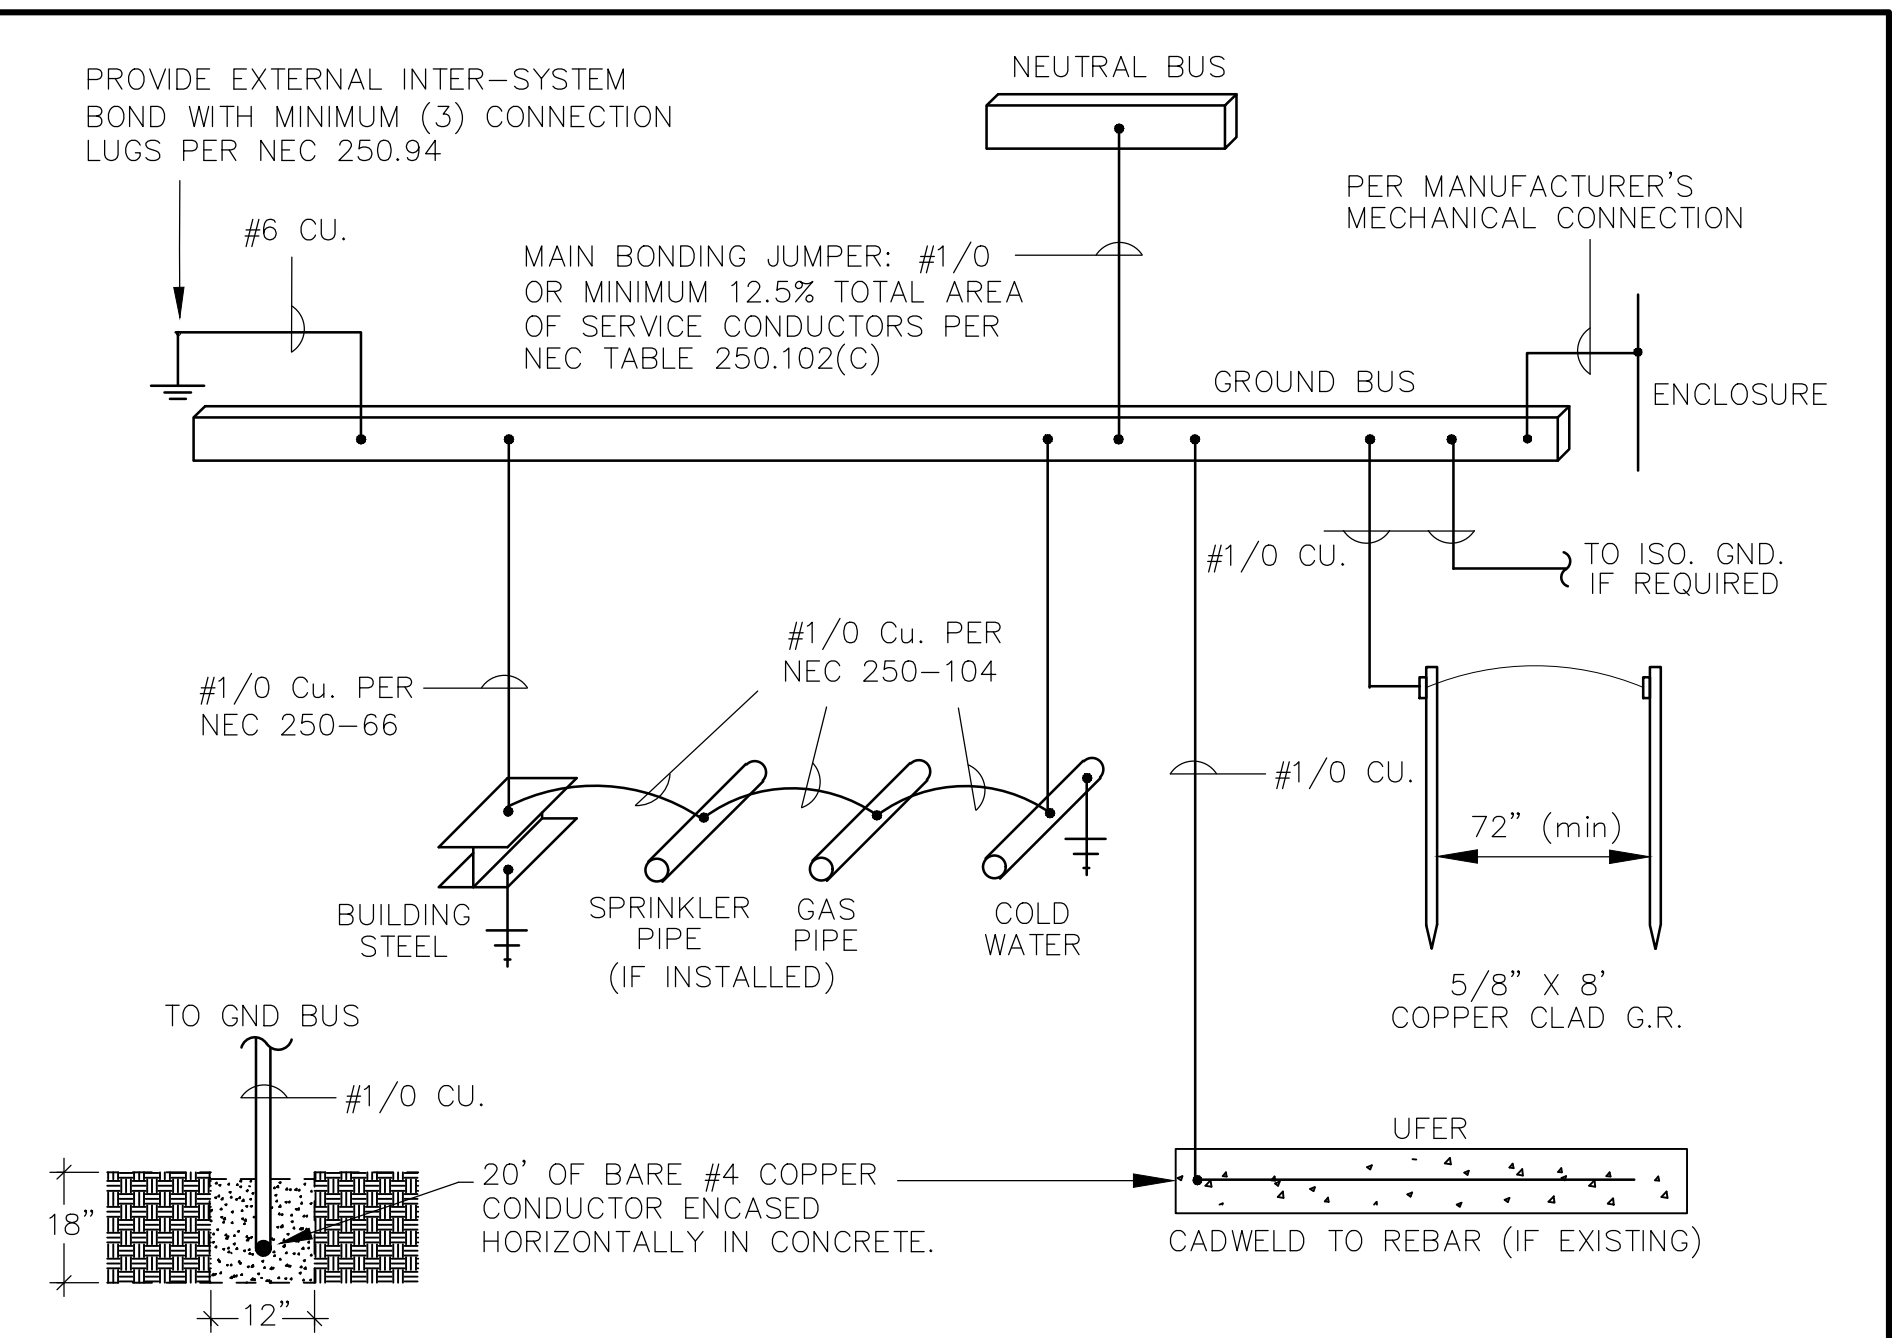 PROVIDE EXTERNAL INTER-SYSTEM
BOND WITH MINIMUM (3) CONNECTION
LUGS PER NEC 250.94
#6 CU.
NEUTRAL BUS
MAIN BONDING JUMPER: #1/0
OR MINIMUM 12.5% TOTAL AREA
OF SERVICE CONDUCTORS PER
NEC TABLE 250.102(C)
PER MANUFACTURER'S
MECHANICAL CONNECTION
GROUND BUS
ENCLOSURE
#1/0 CU.
TO ISO. GND.
IF REQUIRED
#1/0 Cu. PER
NEC 250-66
#1/0 Cu. PER
NEC 250-104
#1/0 CU.
72" (min)
BUILDING
STEEL
SPRINKLER
PIPE
(IF INSTALLED)
GAS
PIPE
COLD
WATER
5/8" X 8'
COPPER CLAD G.R.
TO GND BUS
#1/0 CU.
18"
12"
20' OF BARE #4 COPPER
CONDUCTOR ENCASED
HORIZONTALLY IN CONCRETE.
UFER
CADWELD TO REBAR (IF EXISTING)